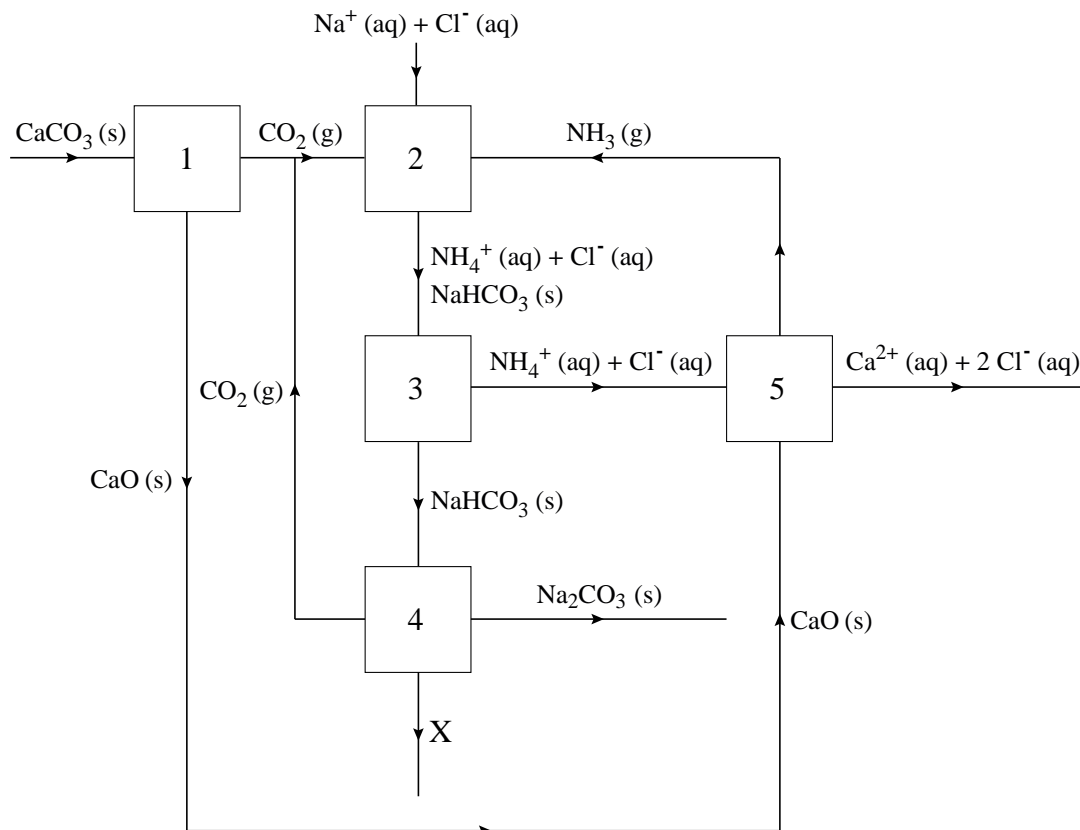 Na⁺ (aq) + Cl⁻ (aq)
CaCO₃ (s)
CO₂ (g)
NH₃ (g)
1
2
NH₄⁺ (aq) + Cl⁻ (aq)
NaHCO₃ (s)
NH₄⁺ (aq) + Cl⁻ (aq)
Ca²⁺ (aq) + 2 Cl⁻ (aq)
CO₂ (g)
3
5
CaO (s)
NaHCO₃ (s)
Na₂CO₃ (s)
4
CaO (s)
X